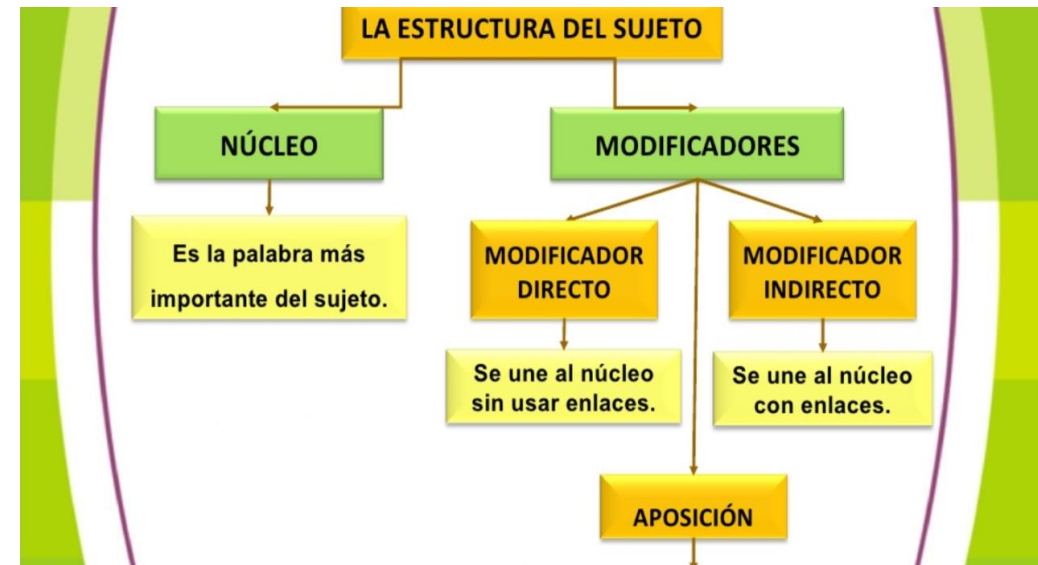 LA ESTRUCTURA DEL SUJETO
NÚCLEO
Es la palabra más
importante del sujeto.
MODIFICADORES
MODIFICADOR
DIRECTO
Se une al núcleo
sin usar enlaces.
MODIFICADOR
INDIRECTO
Se une al núcleo
con enlaces.
APOSICIÓN